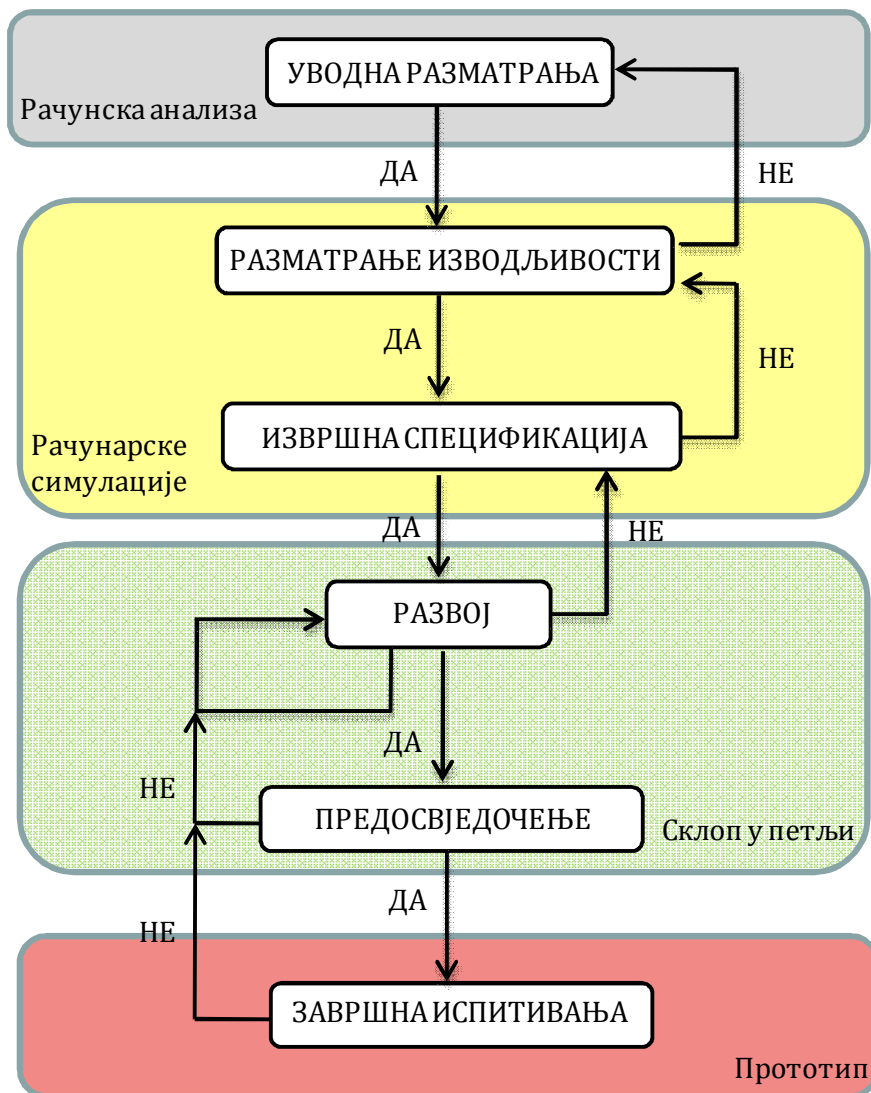 УВОДНА РАЗМАТРАЊА
Рачунска анализа
ДА
НЕ
РАЗМАТРАЊЕ ИЗВОДЉИВОСТИ
ДА
НЕ
ИЗВРШНА СПЕЦИФИКАЦИЈА
Рачунарске
симулације
ДА
НЕ
РАЗВОЈ
ДА
НЕ
ПРЕДОСВЈЕДОЧЕЊЕ
Склоп у петљи
ДА
НЕ
ЗАВРШНА ИСПИТИВАЊА
Прототип